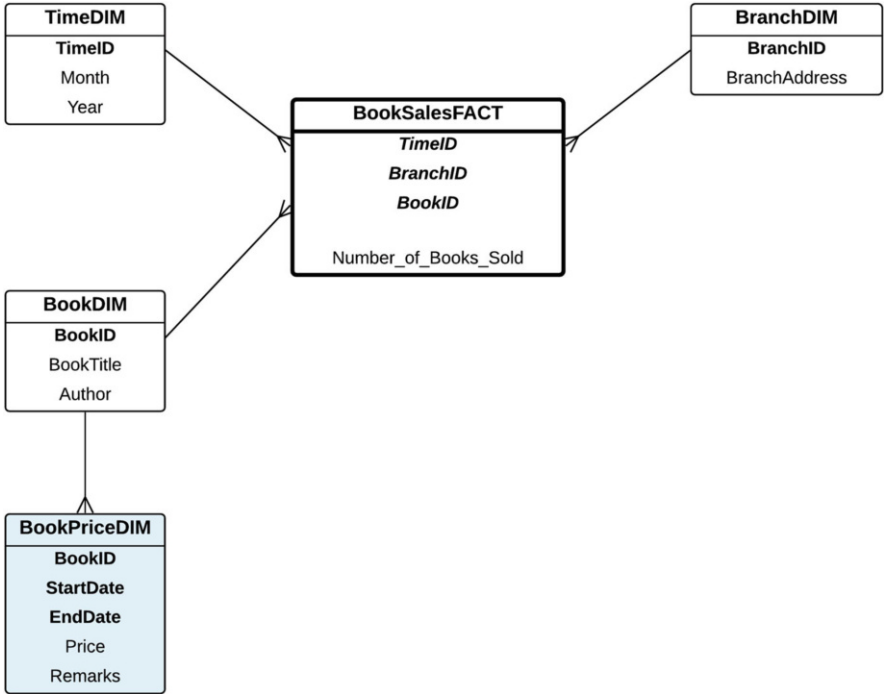 TimeDIM
TimeID
Month
Year
BranchDIM
BranchID
BranchAddress
BookSalesFACT
TimeID
BranchID
BookID
Number_of_Books_Sold
BookDIM
BookID
BookTitle
Author
BookPriceDIM
BookID
StartDate
EndDate
Price
Remarks